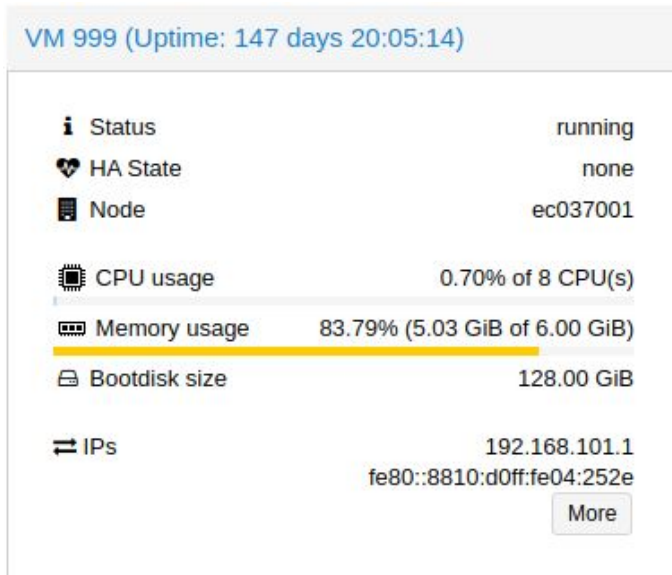 VM 999 (Uptime: 147 days 20:05:14)
Status running
HA State none
Node ec037001
CPU usage 0.70% of 8 CPU(s)
Memory usage 83.79% (5.03 GiB of 6.00 GiB)
Bootdisk size 128.00 GiB
IPs 192.168.101.1
fe80::8810:d0ff:fe04:252e
More